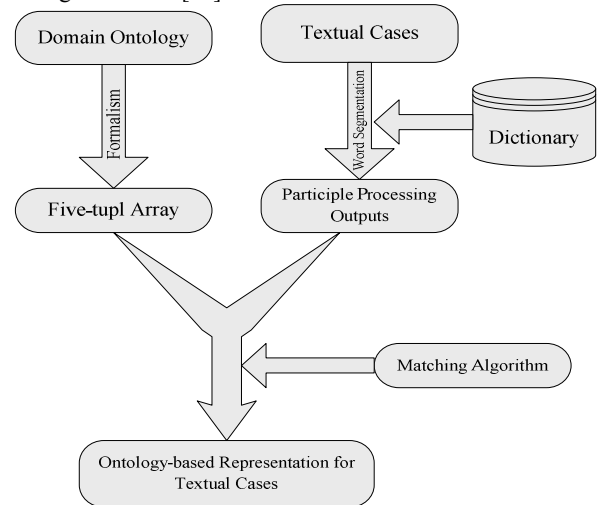 Domain Ontology
Textual Cases
Formalism
Word Segmentation
Dictionary
Five-tupl Array
Participle Processing
Outputs
Matching Algorithm
Ontology-based Representation for
Textual Cases